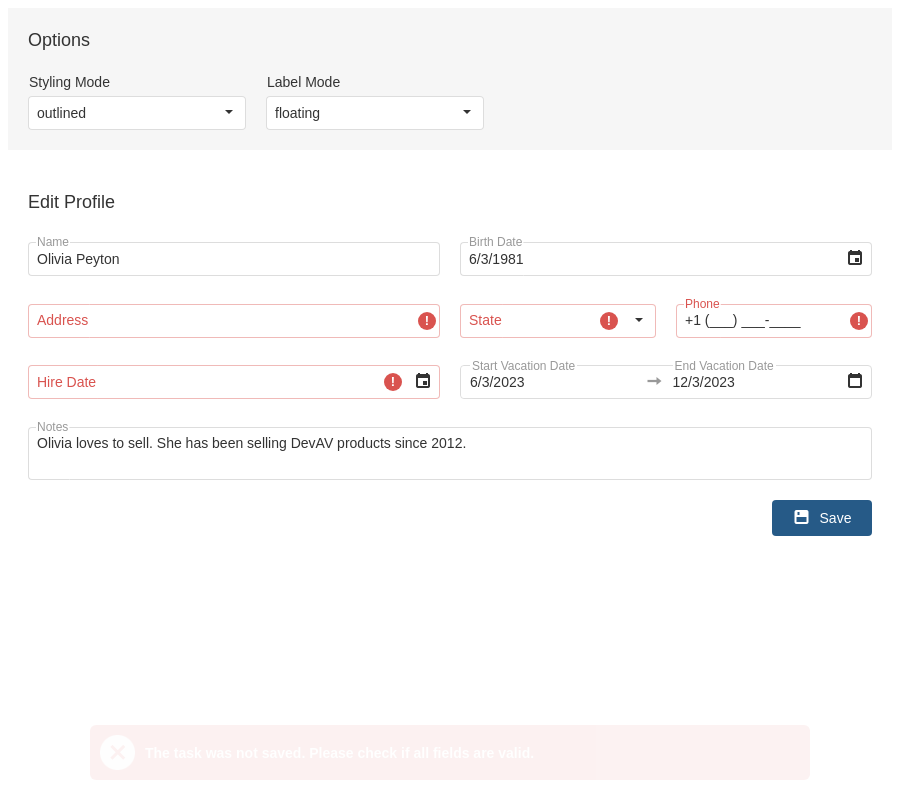 Options
Styling Mode
Label Mode
outlined
floating
Edit Profile
Name
Olivia Peyton
Birth Date
6/3/1981
Address
State
Phone
+1 (___) ___-____
Hire Date
Start Vacation Date
6/3/2023
End Vacation Date
12/3/2023
Notes
Olivia loves to sell. She has been selling DevAV products since 2012.
Save
The task was not saved. Please check if all fields are valid.